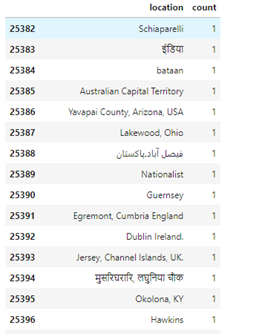 location count
25382 Schiaparelli 1
25383 इंडिया 1
25384 bataan 1
25385 Australian Capital Territory 1
25386 Yavapai County, Arizona, USA 1
25387 Lakewood, Ohio 1
25388 فیصل آباد,پاکستان 1
25389 Nationalist 1
25390 Guernsey 1
25391 Egremont, Cumbria England 1
25392 Dublin Ireland. 1
25393 Jersey, Channel Islands, UK. 1
25394 मुसरिघरारि, लघुनिया चौक 1
25395 Okolona, KY 1
25396 Hawkins 1